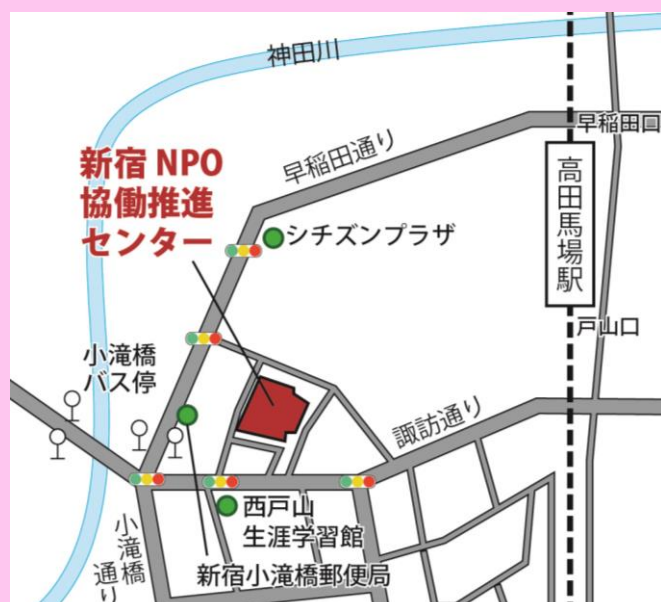 神田川
早稲田通り
早稲田口
新宿 NPO
協働推進
センター
シチズンプラザ
高田馬場駅
戸山口
小滝橋
バス停
諏訪通り
西戸山
生涯学習館
小滝橋
通り
新宿小滝橋郵便局